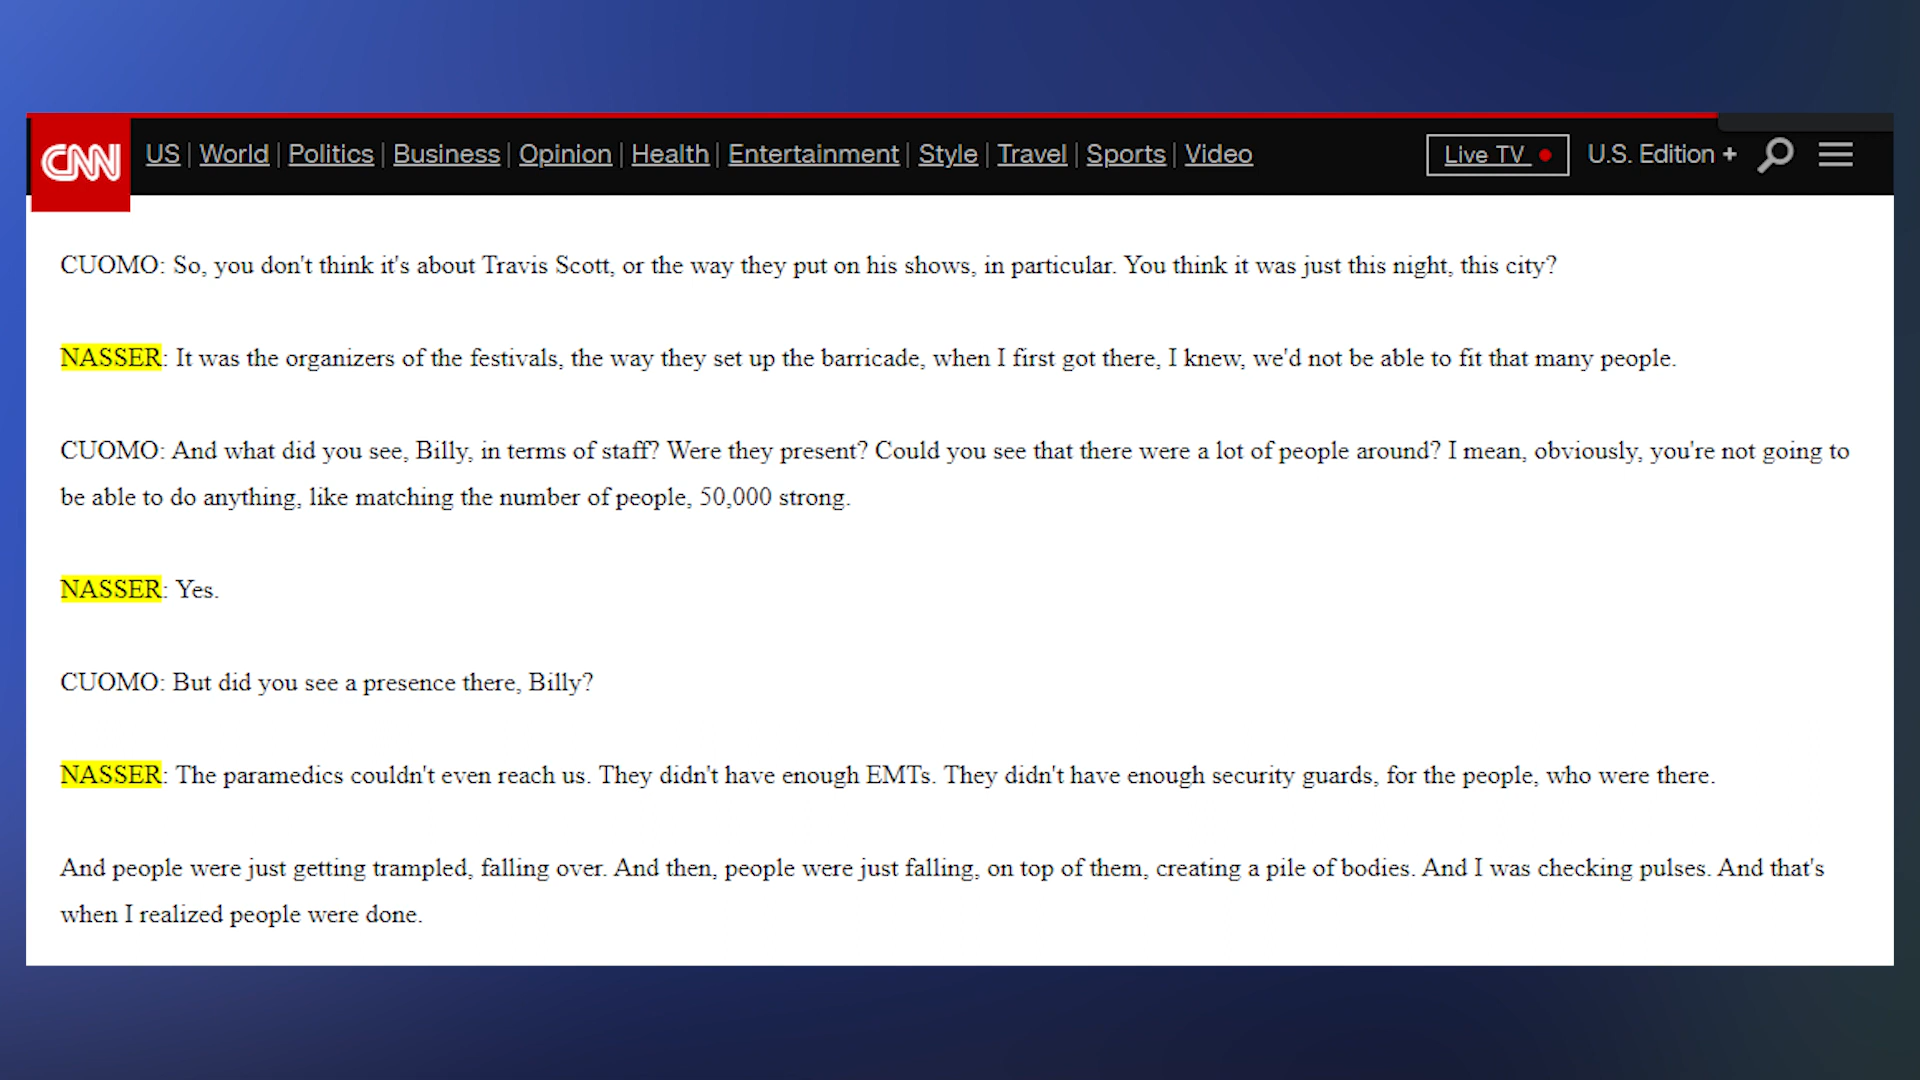 CNN US | World | Politics | Business | Opinion | Health | Entertainment | Style | Travel | Sports | Video Live TV U.S. Edition +
CUOMO: So, you don't think it's about Travis Scott, or the way they put on his shows, in particular. You think it was just this night, this city?
NASSER: It was the organizers of the festivals, the way they set up the barricade, when I first got there, I knew, we'd not be able to fit that many people.
CUOMO: And what did you see, Billy, in terms of staff? Were they present? Could you see that there were a lot of people around? I mean, obviously, you're not going to
be able to do anything, like matching the number of people, 50,000 strong.
NASSER: Yes.
CUOMO: But did you see a presence there, Billy?
NASSER: The paramedics couldn't even reach us. They didn't have enough EMTs. They didn't have enough security guards, for the people, who were there.
And people were just getting trampled, falling over. And then, people were just falling, on top of them, creating a pile of bodies. And I was checking pulses. And that's
when I realized people were done.